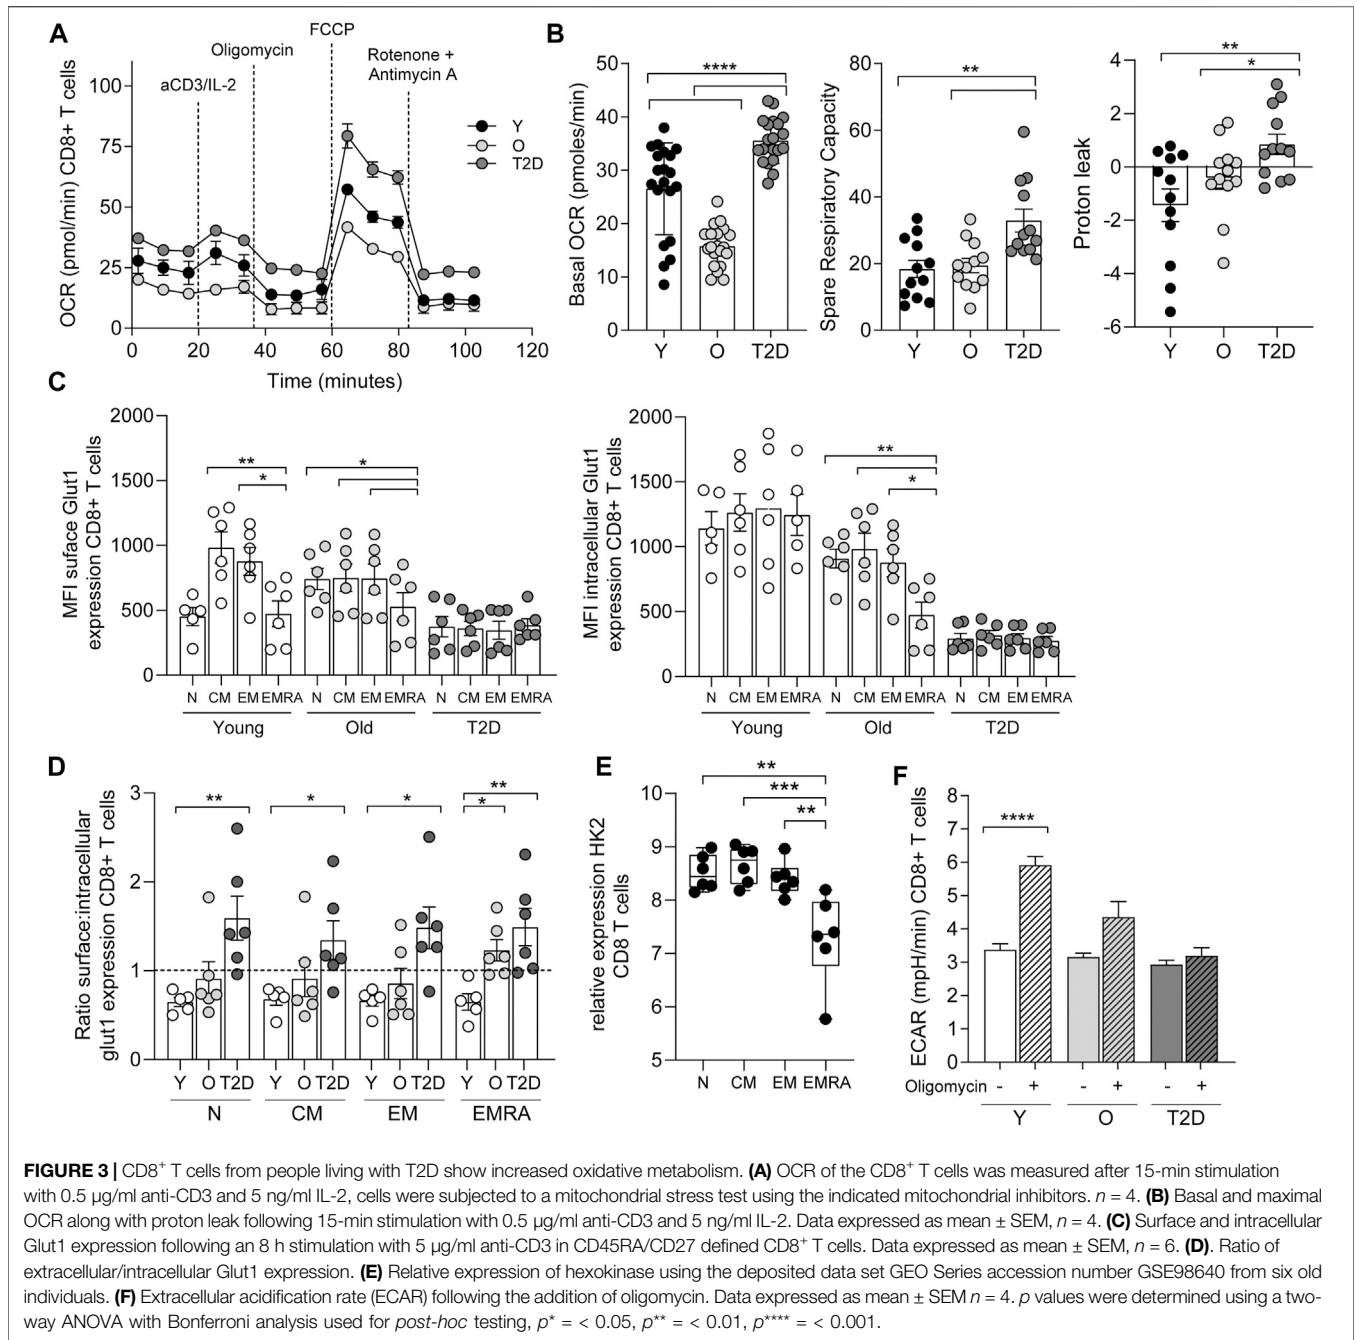 A
OCR (pmol/min) CD8+ T cells
100
75
50
25
0
0 20 40 60 80 100 120
Time (minutes)
aCD3/IL-2
Oligomycin
FCCP
Rotenone +
Antimycin A
Y
O
T2D
B
Basal OCR (pmoles/min)
50
40
30
20
10
0
****
Y O T2D
Spare Respiratory Capacity
80
60
40
20
0
**
Y O T2D
Proton leak
4
2
0
-2
-4
-6
**
*
Y O T2D
C
MFI suface Glut1
expression CD8+ T cells
2000
1500
1000
500
0
**
*
*
N CM EM EMRA N CM EM EMRA N CM EM EMRA
Young Old T2D
MFI intracellular Glut1
expression CD8+ T cells
2000
1500
1000
500
0
**
*
N CM EM EMRA N CM EM EMRA N CM EM EMRA
Young Old T2D
D
Ratio surface:intracellular
glut1 expression CD8+ T cells
3
2
1
0
**
*
*
**
*
Y O T2D Y O T2D Y O T2D Y O T2D
N CM EM EMRA
E
relative expression HK2
CD8 T cells
10
9
8
7
6
5
**
***
**
N CM EM EMRA
F
ECAR (mpH/min) CD8+ T cells
8
7
6
5
4
3
2
1
0
****
Oligomycin - + - + - +
Y O T2D
FIGURE 3 | CD8⁺ T cells from people living with T2D show increased oxidative metabolism. (A) OCR of the CD8⁺ T cells was measured after 15-min stimulation
with 0.5 μg/ml anti-CD3 and 5 ng/ml IL-2, cells were subjected to a mitochondrial stress test using the indicated mitochondrial inhibitors. n = 4. (B) Basal and maximal
OCR along with proton leak following 15-min stimulation with 0.5 μg/ml anti-CD3 and 5 ng/ml IL-2. Data expressed as mean ± SEM, n = 4. (C) Surface and intracellular
Glut1 expression following an 8 h stimulation with 5 μg/ml anti-CD3 in CD45RA/CD27 defined CD8⁺ T cells. Data expressed as mean ± SEM, n = 6. (D). Ratio of
extracellular/intracellular Glut1 expression. (E) Relative expression of hexokinase using the deposited data set GEO Series accession number GSE98640 from six old
individuals. (F) Extracellular acidification rate (ECAR) following the addition of oligomycin. Data expressed as mean ± SEM n = 4. p values were determined using a two-
way ANOVA with Bonferroni analysis used for post-hoc testing, p* = < 0.05, p** = < 0.01, p**** = < 0.001.